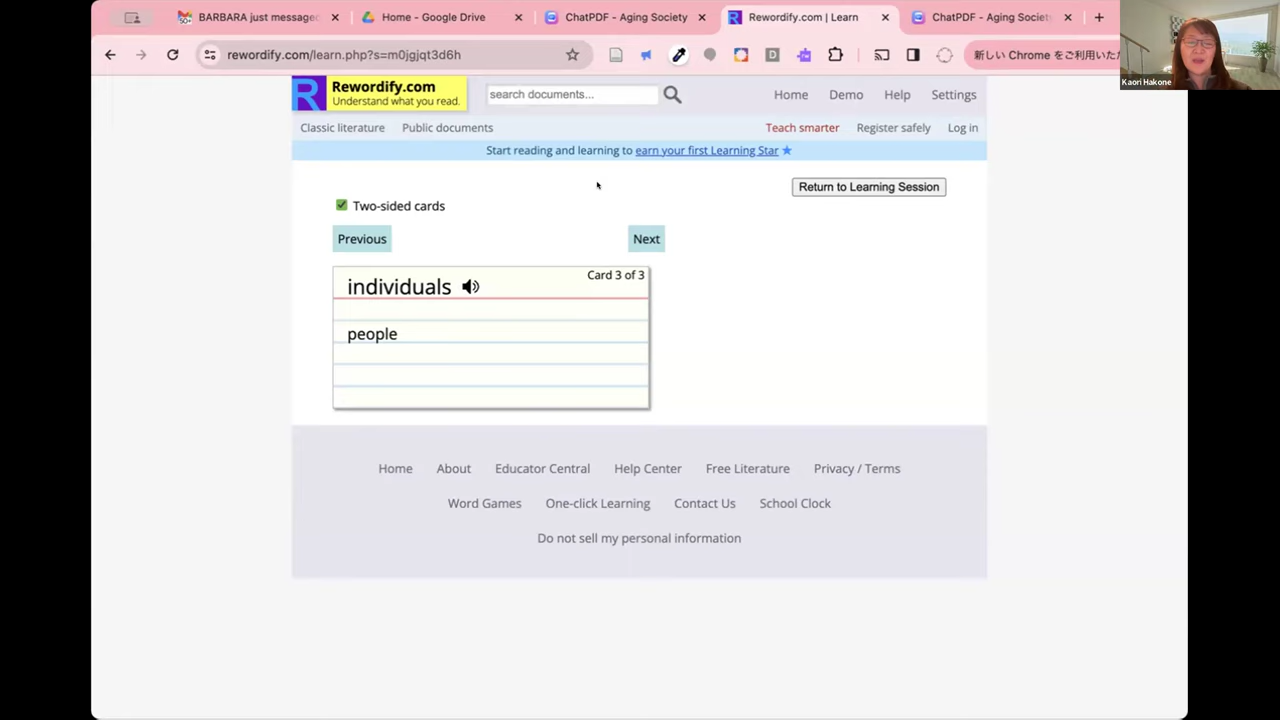 BARBARA just message
Home - Google Drive
ChatPDF - Aging Society
Rewordify.com | Learn
ChatPDF - Aging Societ
rewordify.com/learn.php?s=m0jgjqt3d6h
新しい Chrome をご利用いただ
Kaori Hakone
R
Rewordify.com
Understand what you read.
search documents...
Home
Demo
Help
Settings
Classic literature
Public documents
Teach smarter
Register safely
Log in
Start reading and learning to earn your first Learning Star ★
Return to Learning Session
Two-sided cards
Previous
Next
Card 3 of 3
individuals
people
Home
About
Educator Central
Help Center
Free Literature
Privacy / Terms
Word Games
One-click Learning
Contact Us
School Clock
Do not sell my personal information